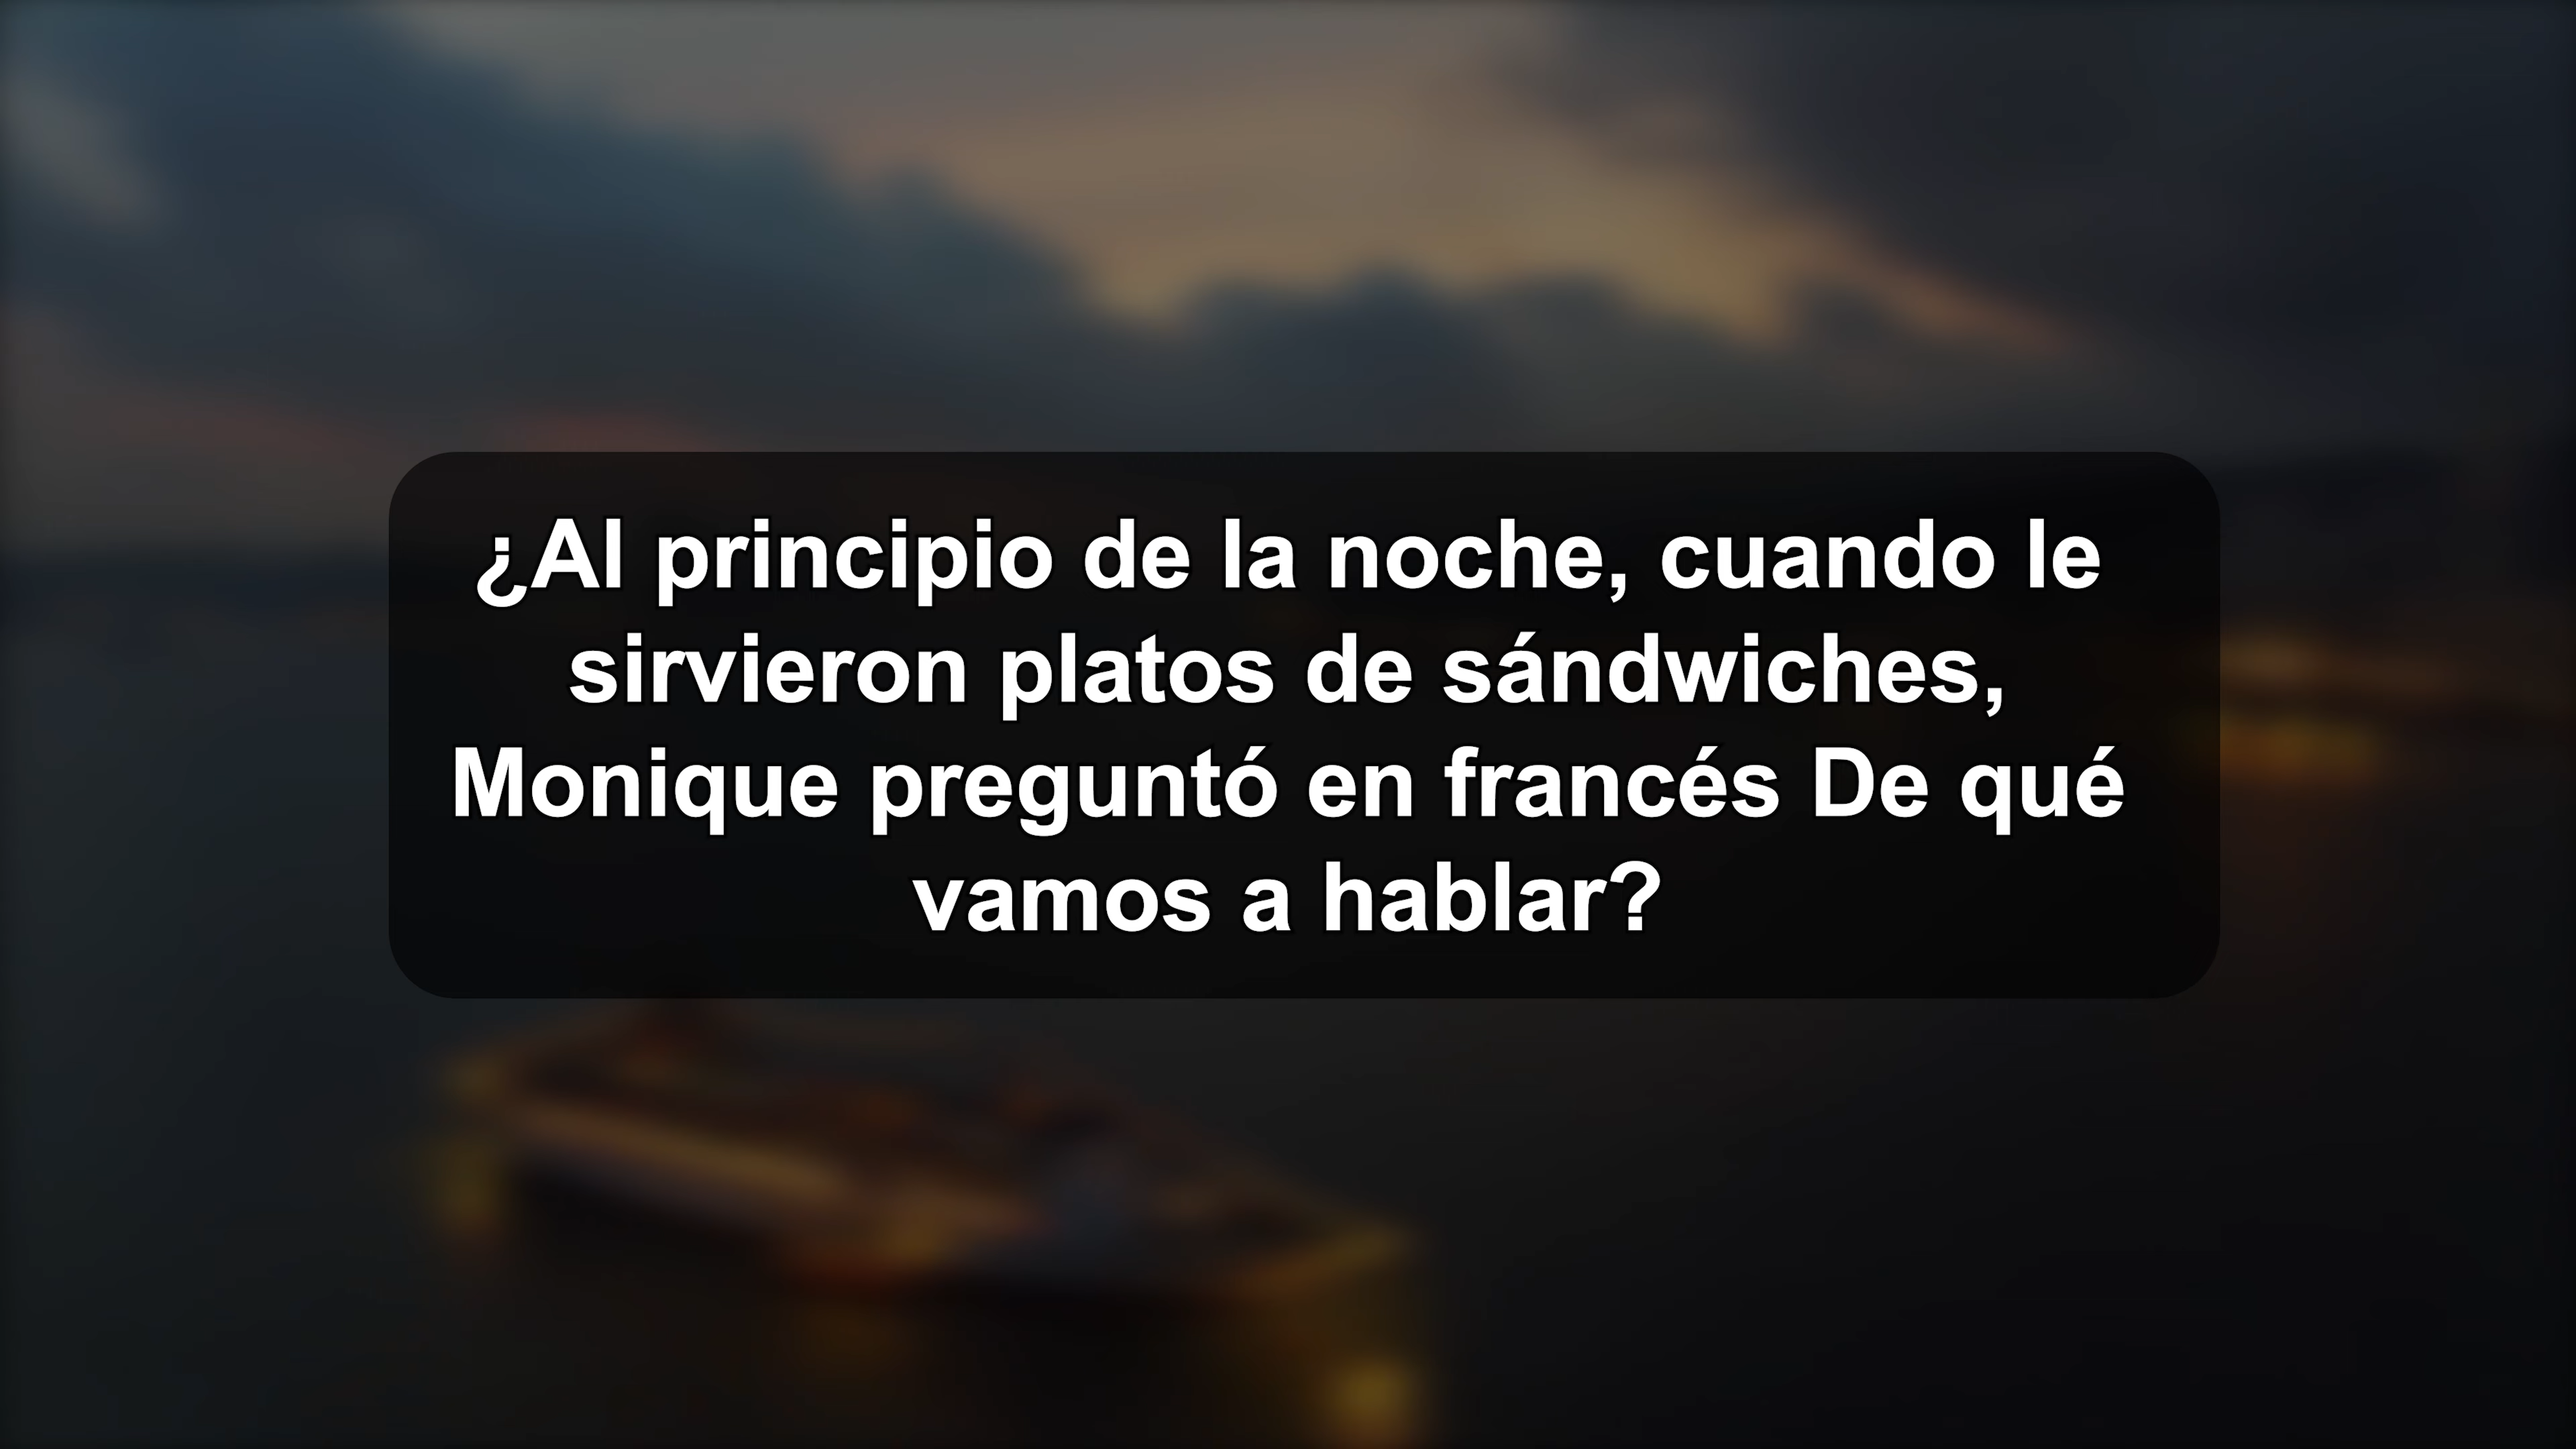 ¿Al principio de la noche, cuando le
sirvieron platos de sándwiches,
Monique preguntó en francés De qué
vamos a hablar?